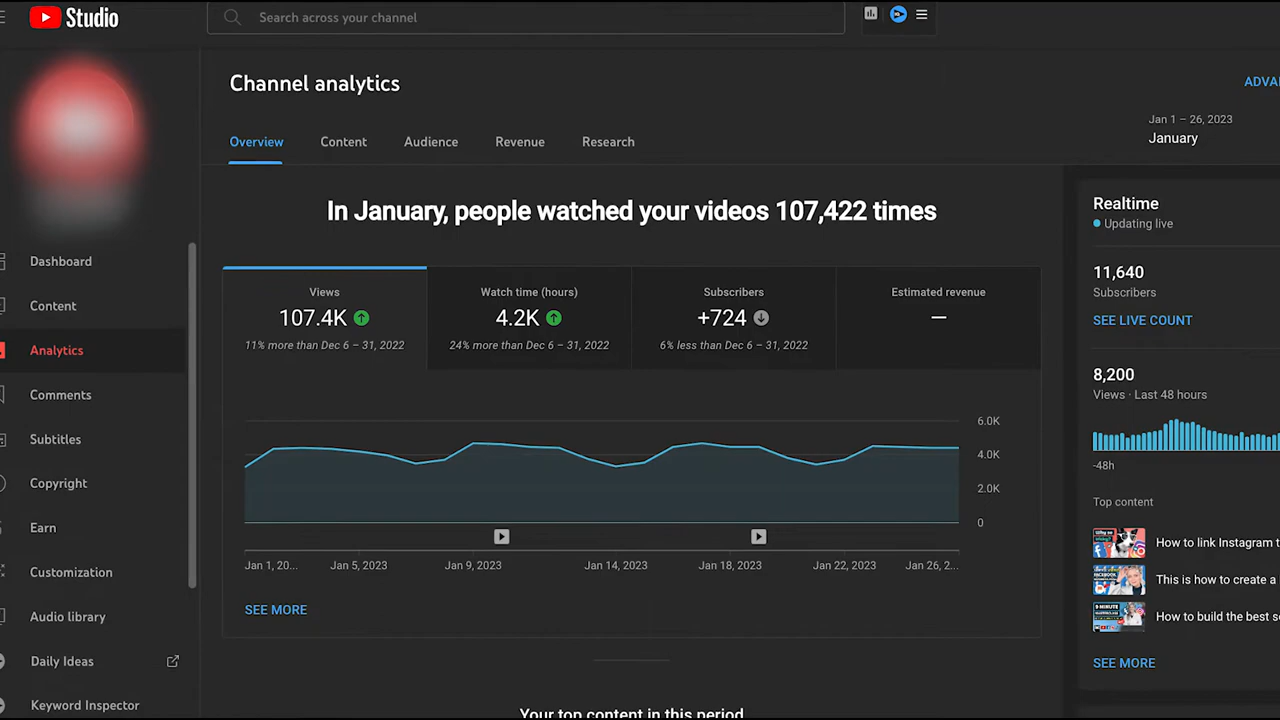 Studio
Search across your channel
Channel analytics
ADVA
Jan 1 – 26, 2023
January
Overview
Content
Audience
Revenue
Research
In January, people watched your videos 107,422 times
Realtime
Updating live
11,640
Subscribers
SEE LIVE COUNT
8,200
Views · Last 48 hours
-48h
Top content
How to link Instagram t
This is how to create a
How to build the best s
SEE MORE
Dashboard
Content
Analytics
Comments
Subtitles
Copyright
Earn
Customization
Audio library
Daily Ideas
Keyword Inspector
Views
107.4K
11% more than Dec 6 – 31, 2022
Watch time (hours)
4.2K
24% more than Dec 6 – 31, 2022
Subscribers
+724
6% less than Dec 6 – 31, 2022
Estimated revenue
—
6.0K
4.0K
2.0K
0
Jan 1, 20...
Jan 5, 2023
Jan 9, 2023
Jan 14, 2023
Jan 18, 2023
Jan 22, 2023
Jan 26, 2...
SEE MORE
Your top content in this period